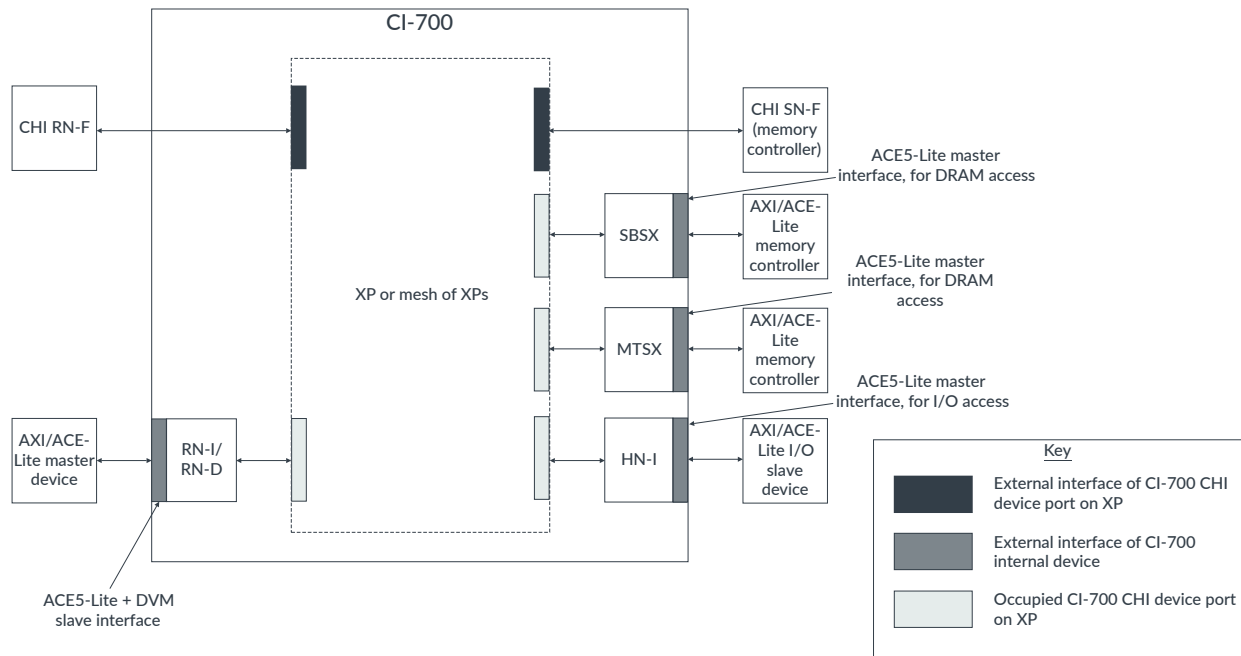 CI-700
CHI RN-F
CHI SN-F
(memory
controller)
ACE5-Lite master
interface, for DRAM access
SBSX
AXI/ACE-
Lite
memory
controller
ACE5-Lite master
interface, for DRAM
access
XP or mesh of XPs
MTSX
AXI/ACE-
Lite
memory
controller
ACE5-Lite master
interface, for I/O access
AXI/ACE-
Lite master
device
RN-I/
RN-D
HN-I
AXI/ACE-
Lite I/O
slave
device
ACE5-Lite + DVM
slave interface
Key
External interface of CI-700 CHI
device port on XP
External interface of CI-700
internal device
Occupied CI-700 CHI device port
on XP